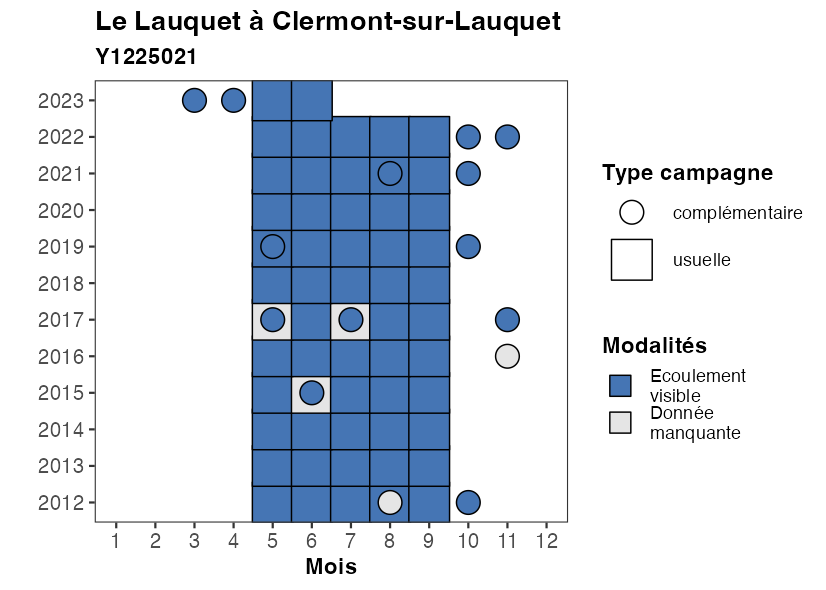 Le Lauquet à Clermont-sur-Lauquet
Y1225021
2023
2022
2021
2020
2019
2018
2017
2016
2015
2014
2013
2012
1 2 3 4 5 6 7 8 9 10 11 12
Mois
Type campagne
complémentaire
usuelle
Modalités
Ecoulement
visible
Donnée
manquante